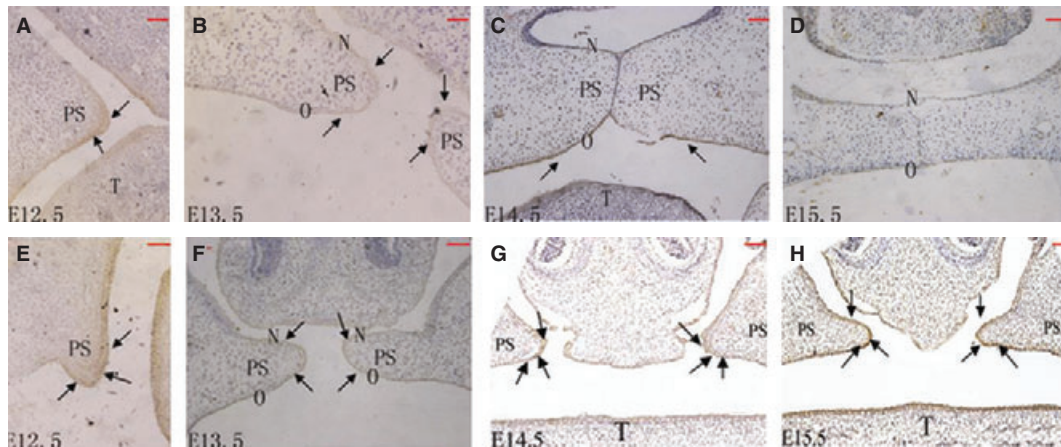 A
PS
T
E12.5
B
N
PS
O
PS
E13.5
C
N
PS PS
O
T
E14.5
D
N
O
E15.5
E
PS
E12.5
F
N N
PS PS
O O
E13.5
G
PS PS
T
E14.5
H
PS PS
T
E15.5